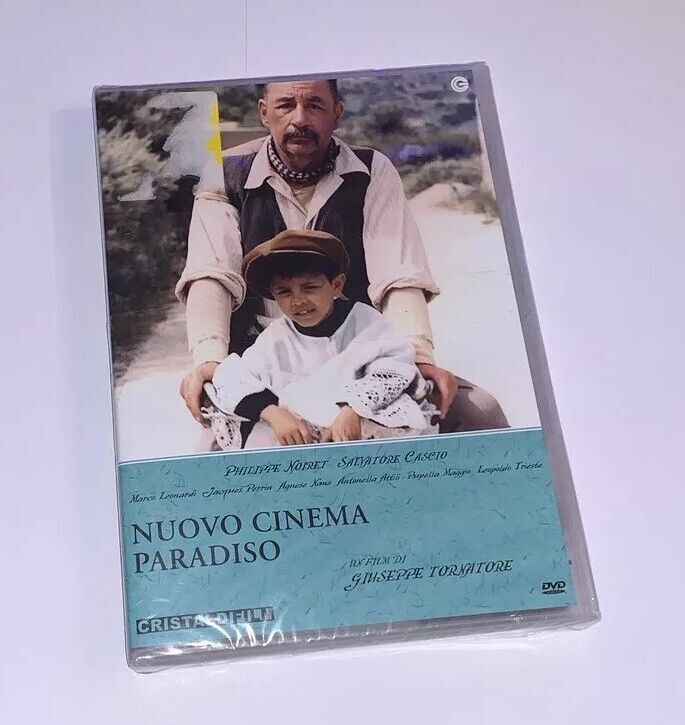 PHILIPPE NOIRET SALVATORE CASCIO
Marco Leonardi Jacques Perrin Agnese Nano Antonella Attili Pupella Maggio Leopoldo Trieste
NUOVO CINEMA
PARADISO
UN FILM DI
GIUSEPPE TORNATORE
DVD
CRISTALDIFILM